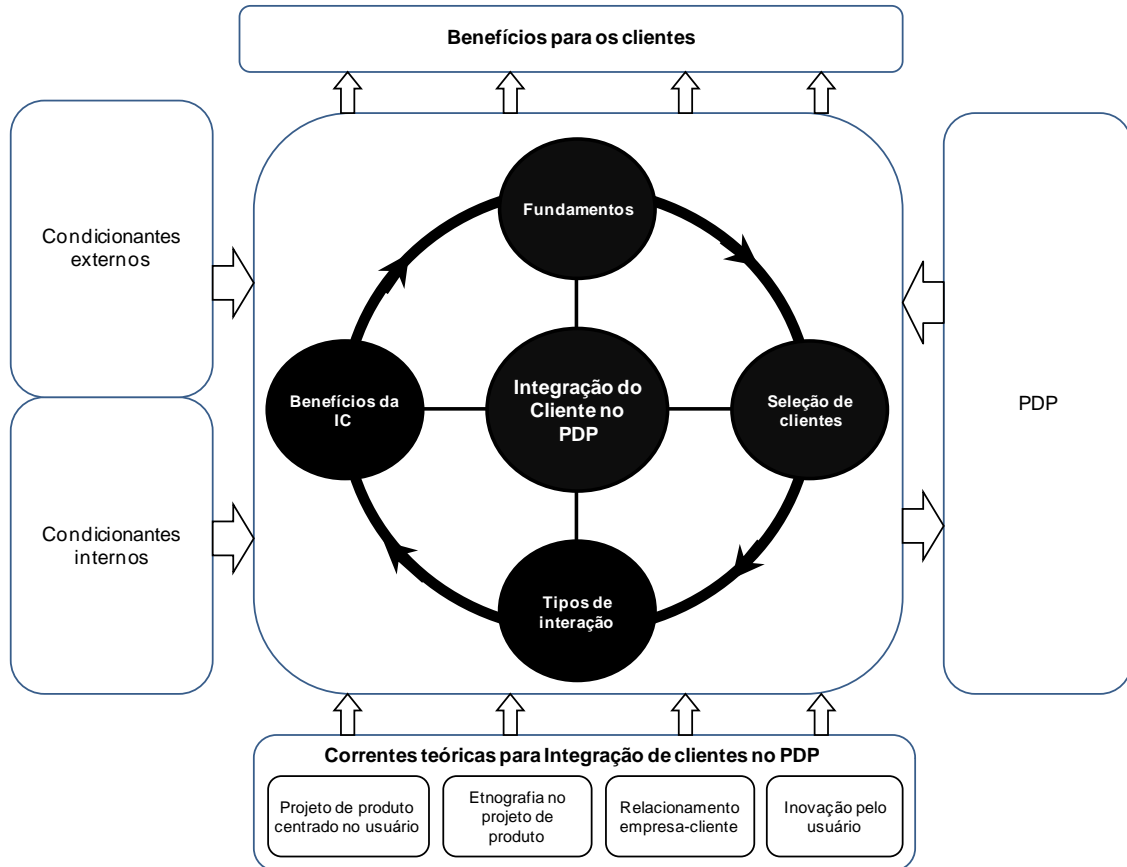 Benefícios para os clientes
Condicionantes
externos
Condicionantes
internos
Fundamentos
Benefícios da
IC
Integração do
Cliente no
PDP
Seleção de
clientes
Tipos de
interação
PDP
Correntes teóricas para Integração de clientes no PDP
Projeto de produto
centrado no usuário
Etnografia no
projeto de
produto
Relacionamento
empresa-cliente
Inovação pelo
usuário